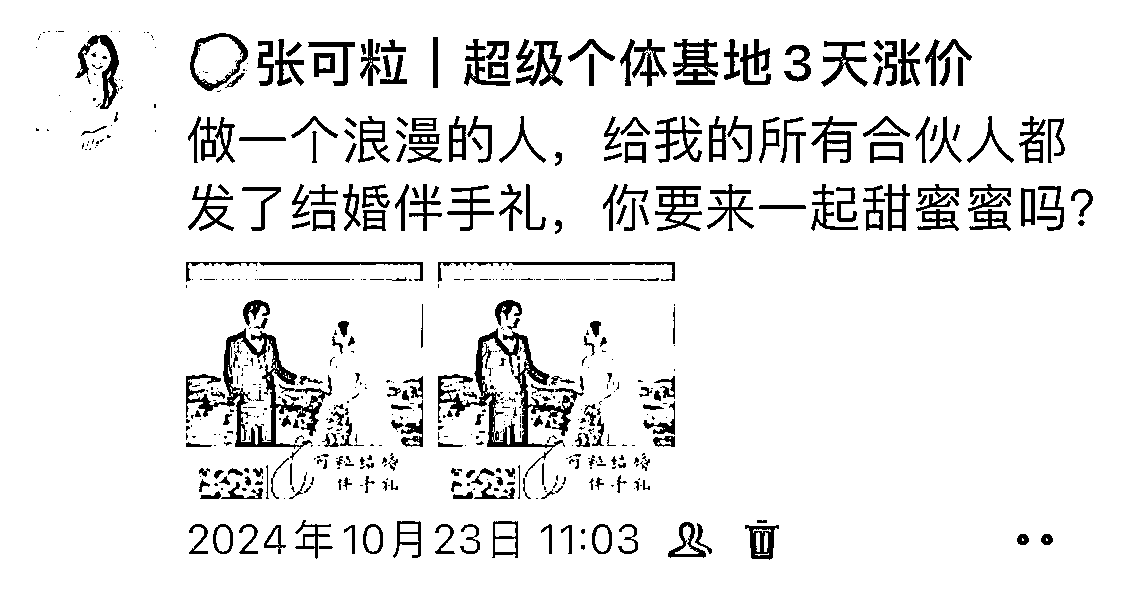 张可粒｜超级个体基地3天涨价
做一个浪漫的人，给我的所有合伙人都
发了结婚伴手礼，你要来一起甜蜜蜜吗？
可粒结婚 可粒结婚
伴手礼 伴手礼
2024年10月23日 11:03